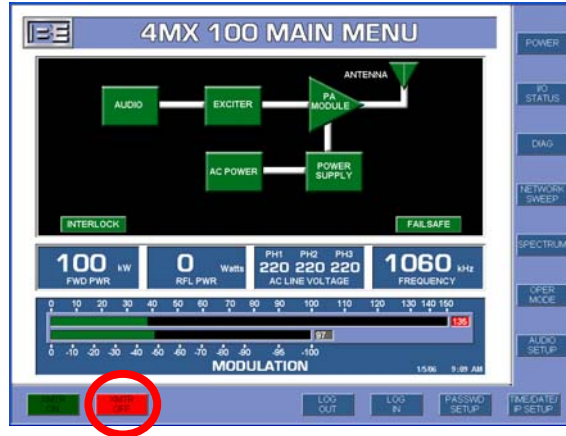 BE
4MX 100 MAIN MENU
POWER
I/O
STATUS
DIAG
NETWORK
SWEEP
SPECTRUM
OPER
MODE
AUDIO
SETUP
ANTENNA
AUDIO
EXCITER
PA
MODULE
AC POWER
POWER
SUPPLY
INTERLOCK
FAILSAFE
100 kW
FWD PWR
0 Watts
RFL PWR
PH1 PH2 PH3
220 220 220
AC LINE VOLTAGE
1060 kHz
FREQUENCY
0 10 20 30 40 50 60 70 80 90 100 110 120 130 140 150
135
97
0 -10 -20 -30 -40 -50 -60 -70 -80 -90 -95 -100
MODULATION
1/5/06 9:09 AM
XMTR
ON
XMTR
OFF
LOG
OUT
LOG
IN
PASSWD
SETUP
TIME/DATE/
IP SETUP